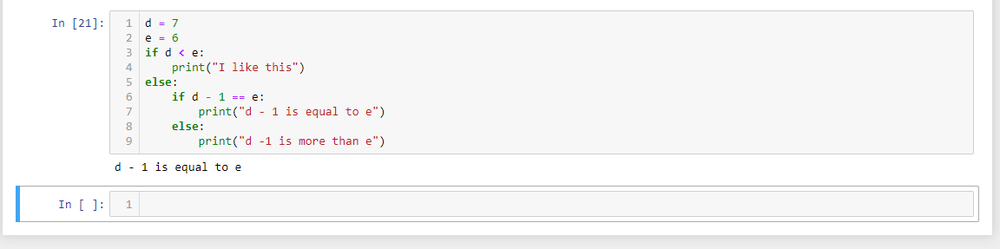 In [21]:
1 d = 7
2 e = 6
3 if d < e:
4     print("I like this")
5 else:
6     if d - 1 == e:
7         print("d - 1 is equal to e")
8     else:
9         print("d -1 is more than e")
d - 1 is equal to e
In [ ]: 1